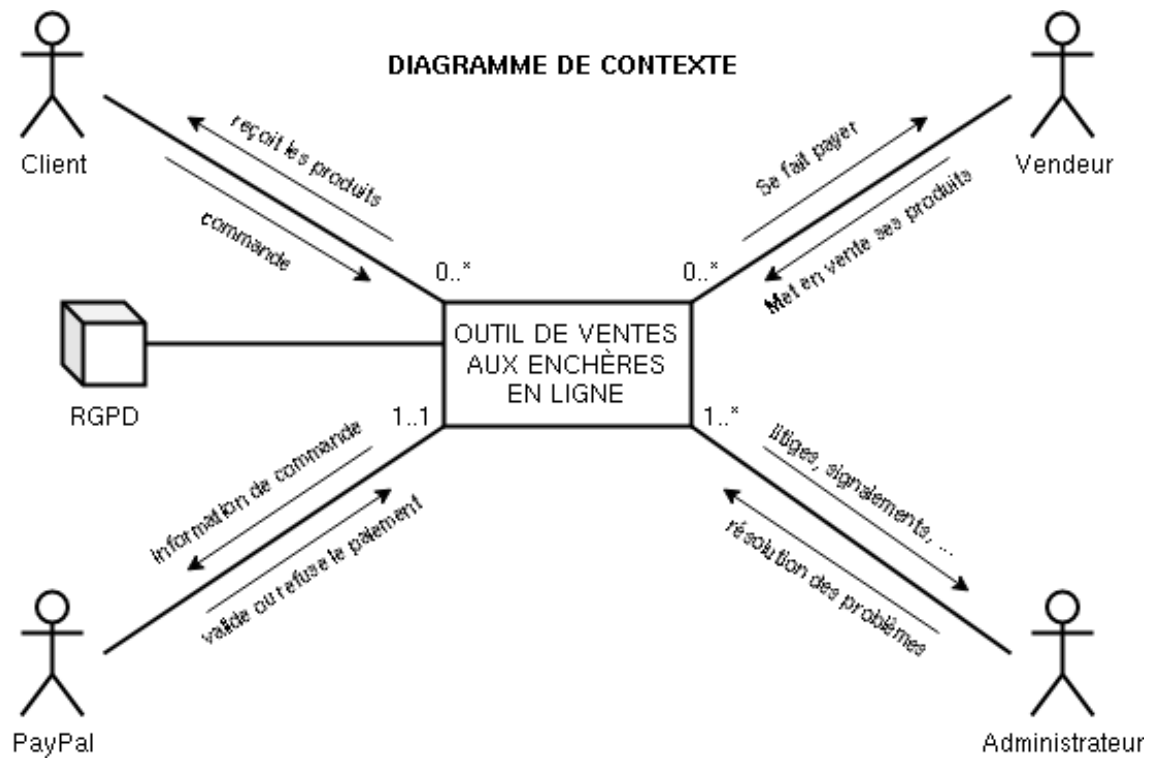 DIAGRAMME DE CONTEXTE
Client
Vendeur
reçoit les produits
commande
Se fait payer
Met en vente ses produits
0..*
0..*
OUTIL DE VENTES
AUX ENCHÈRES
EN LIGNE
RGPD
1..1
1..*
information de commande
valide ou refuse le paiement
litiges, signalements, ...
résolution des problèmes
PayPal
Administrateur